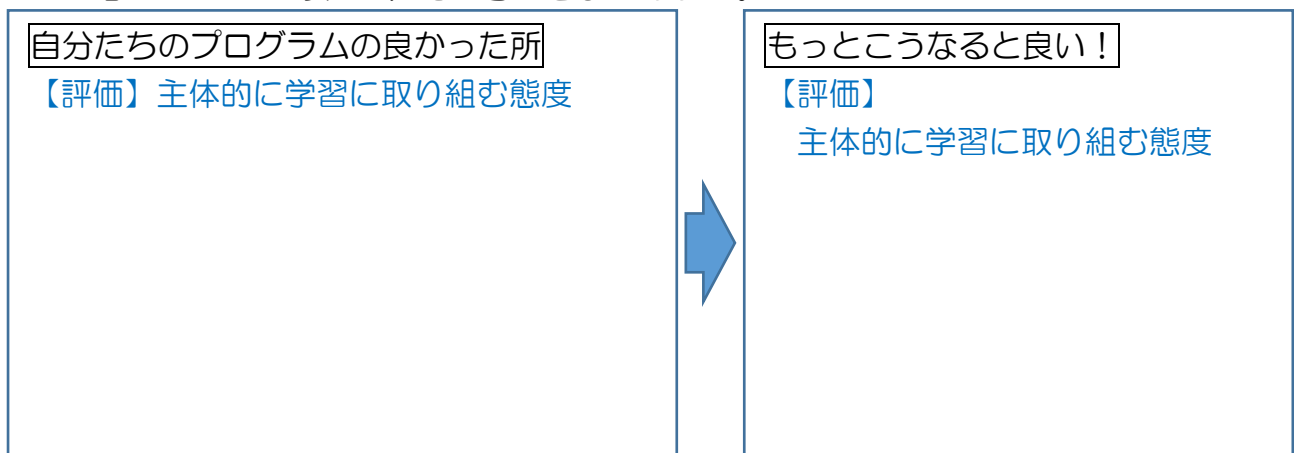 自分たちのプログラムの良かった所
【評価】主体的に学習に取り組む態度
もっとこうなると良い！
【評価】
主体的に学習に取り組む態度